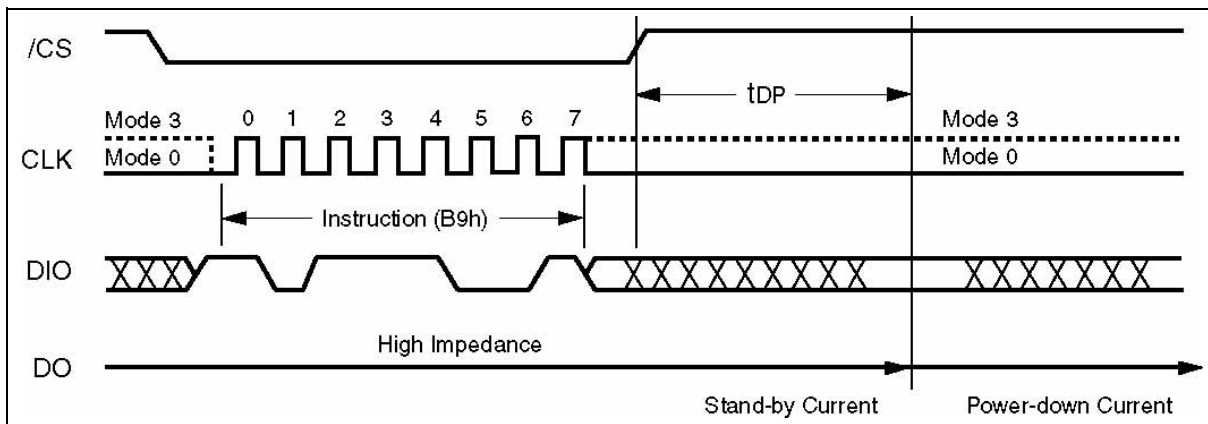 /CS
tDP
Mode 3 0 1 2 3 4 5 6 7 Mode 3
CLK Mode 0 Mode 0
Instruction (B9h)
DIO
High Impedance
DO
Stand-by Current Power-down Current